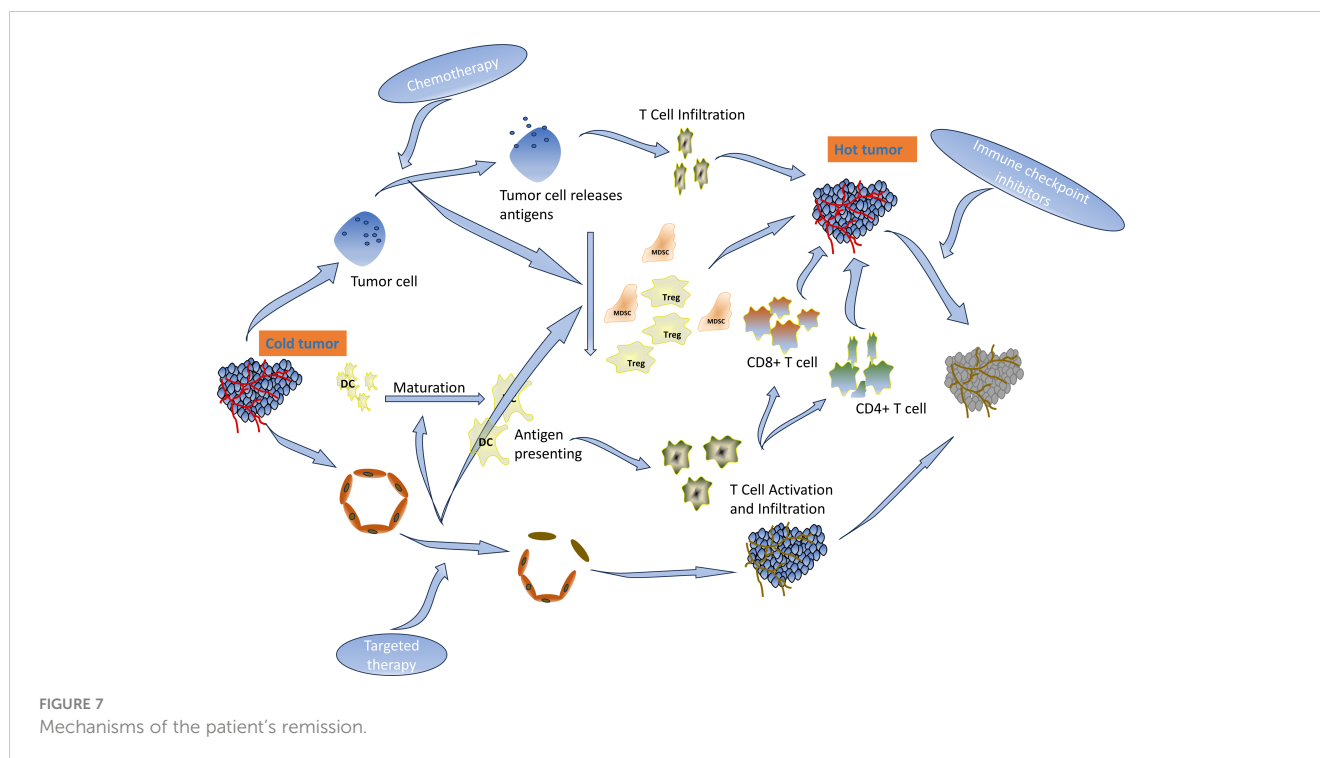 Chemotherapy
T Cell Infiltration
Hot tumor
Immune checkpoint
inhibitors
Tumor cell releases
antigens
Tumor cell
MDSC
Treg
MDSC
MDSC
Treg
Treg
Cold tumor
DC
Maturation
CD8+ T cell
CD4+ T cell
DC
Antigen
presenting
T Cell Activation
and Infiltration
Targeted
therapy
FIGURE 7
Mechanisms of the patient's remission.